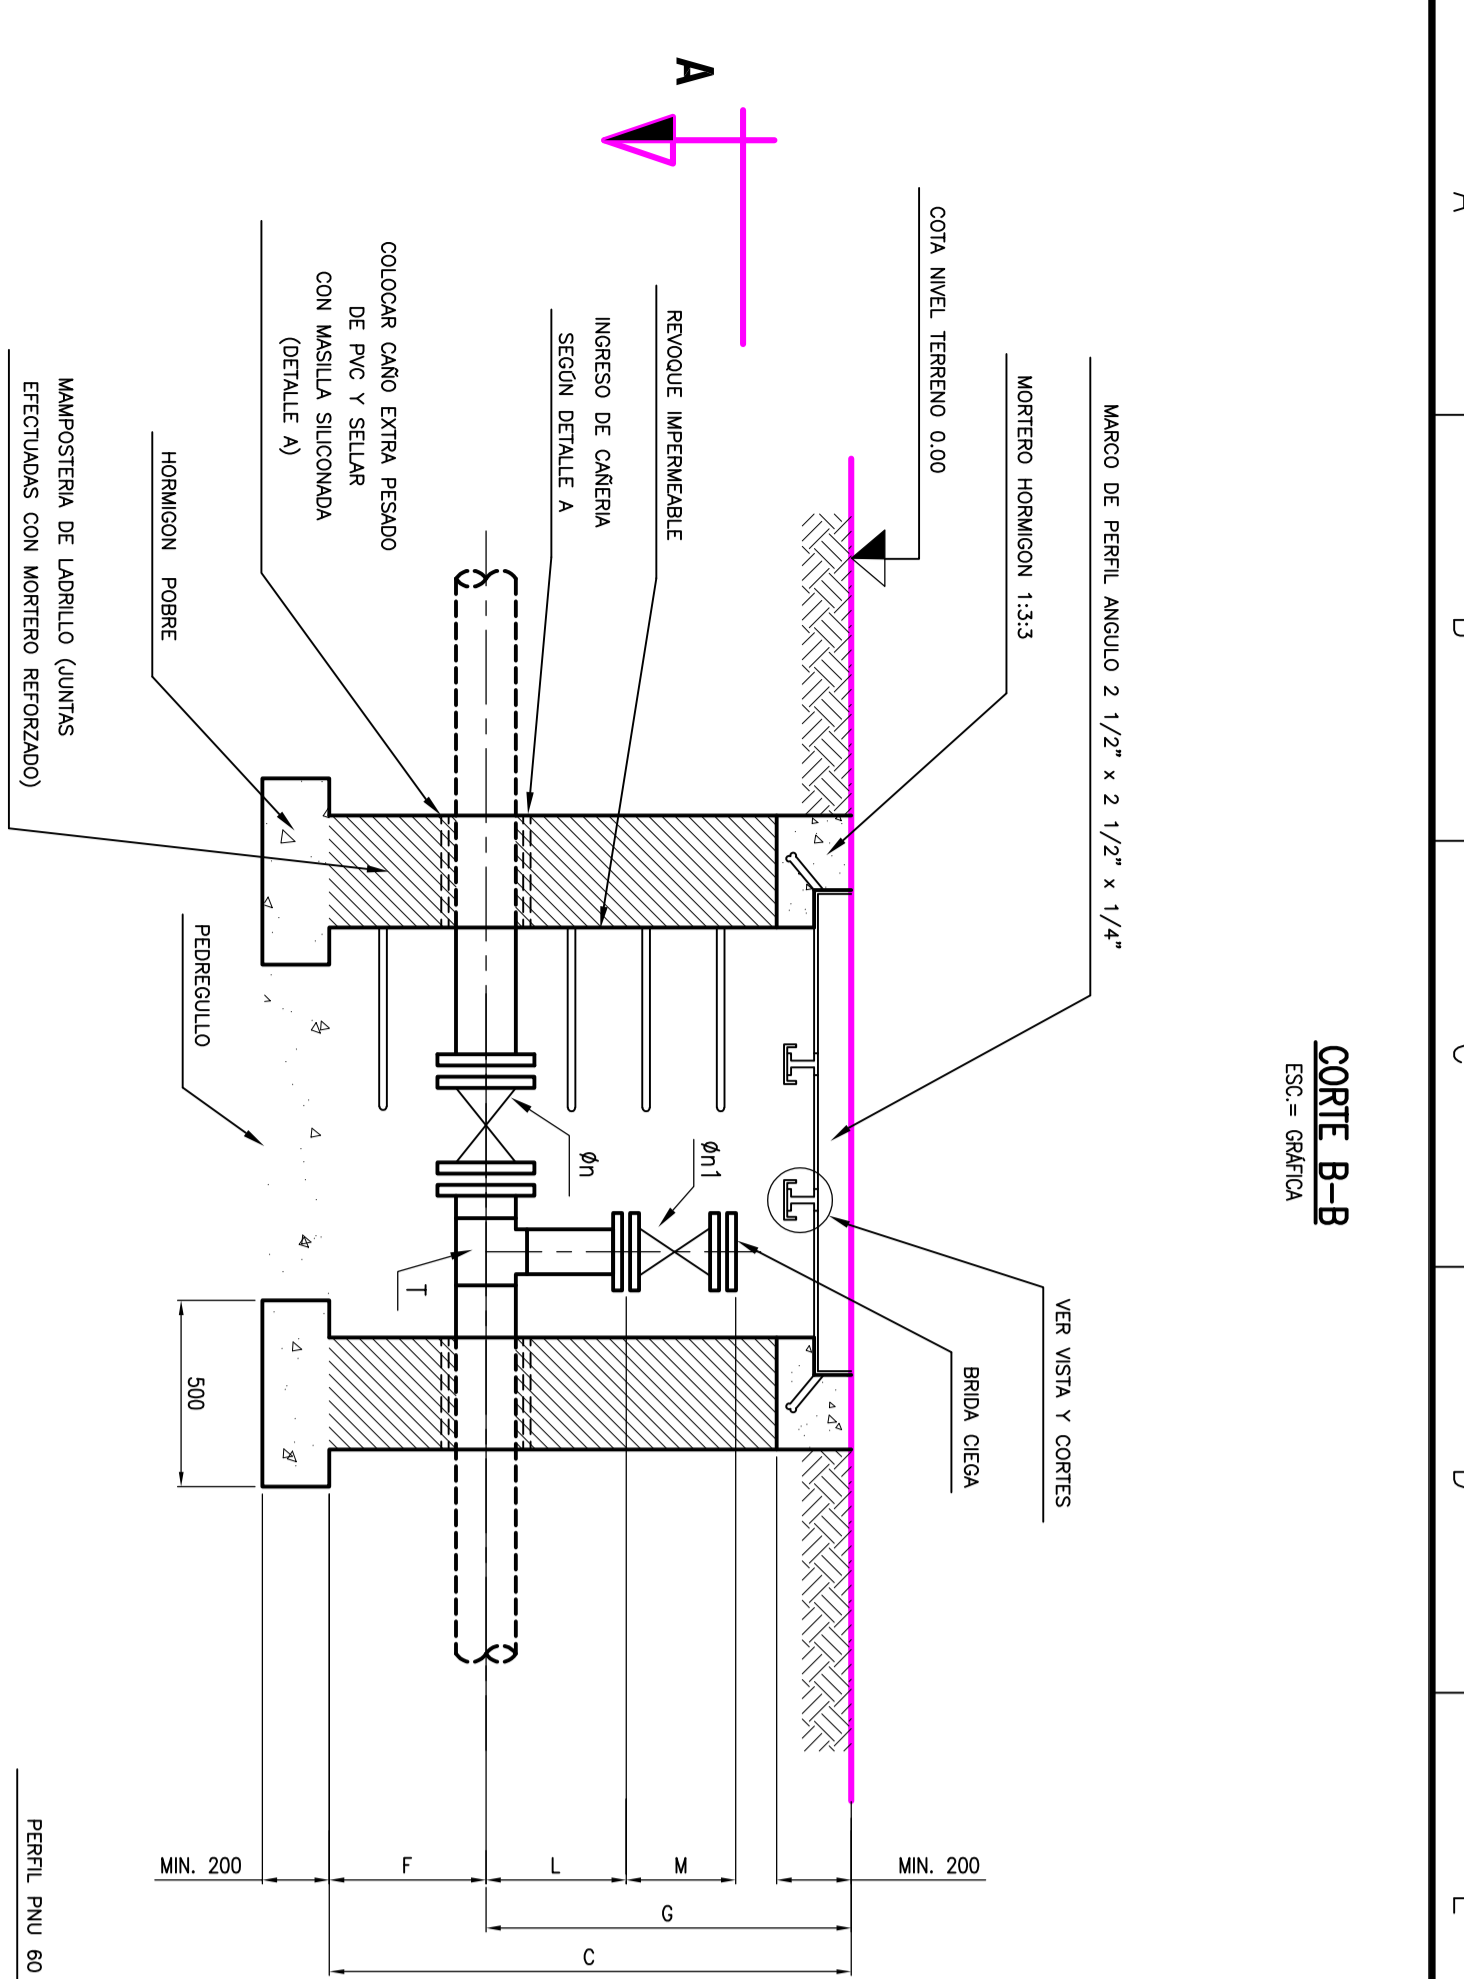 A
B
C
D
E
CORTE B-B
ESC.= GRÁFICA
MARCO DE PERFIL ANGULO 2 1/2" x 2 1/2" x 1/4"
MORTERO HORMIGON 1:3:3
COTA NIVEL TERRENO 0.00
A
VER VISTA Y CORTES
BRIDA CIEGA
REVOQUE IMPERMEABLE
INGRESO DE CAÑERIA
SEGÚN DETALLE A
COLOCAR CAÑO EXTRA PESADO
DE PVC Y SELLAR
CON MASILLA SILICONADA
(DETALLE A)
HORMIGON POBRE
MAMPOSTERIA DE LADRILLO (JUNTAS
EFECTUADAS CON MORTERO REFORZADO)
PEDREGULLO
Øn1
Øn
T
500
MIN. 200
M
L
F
MIN. 200
G
C
PERFIL PNU 60